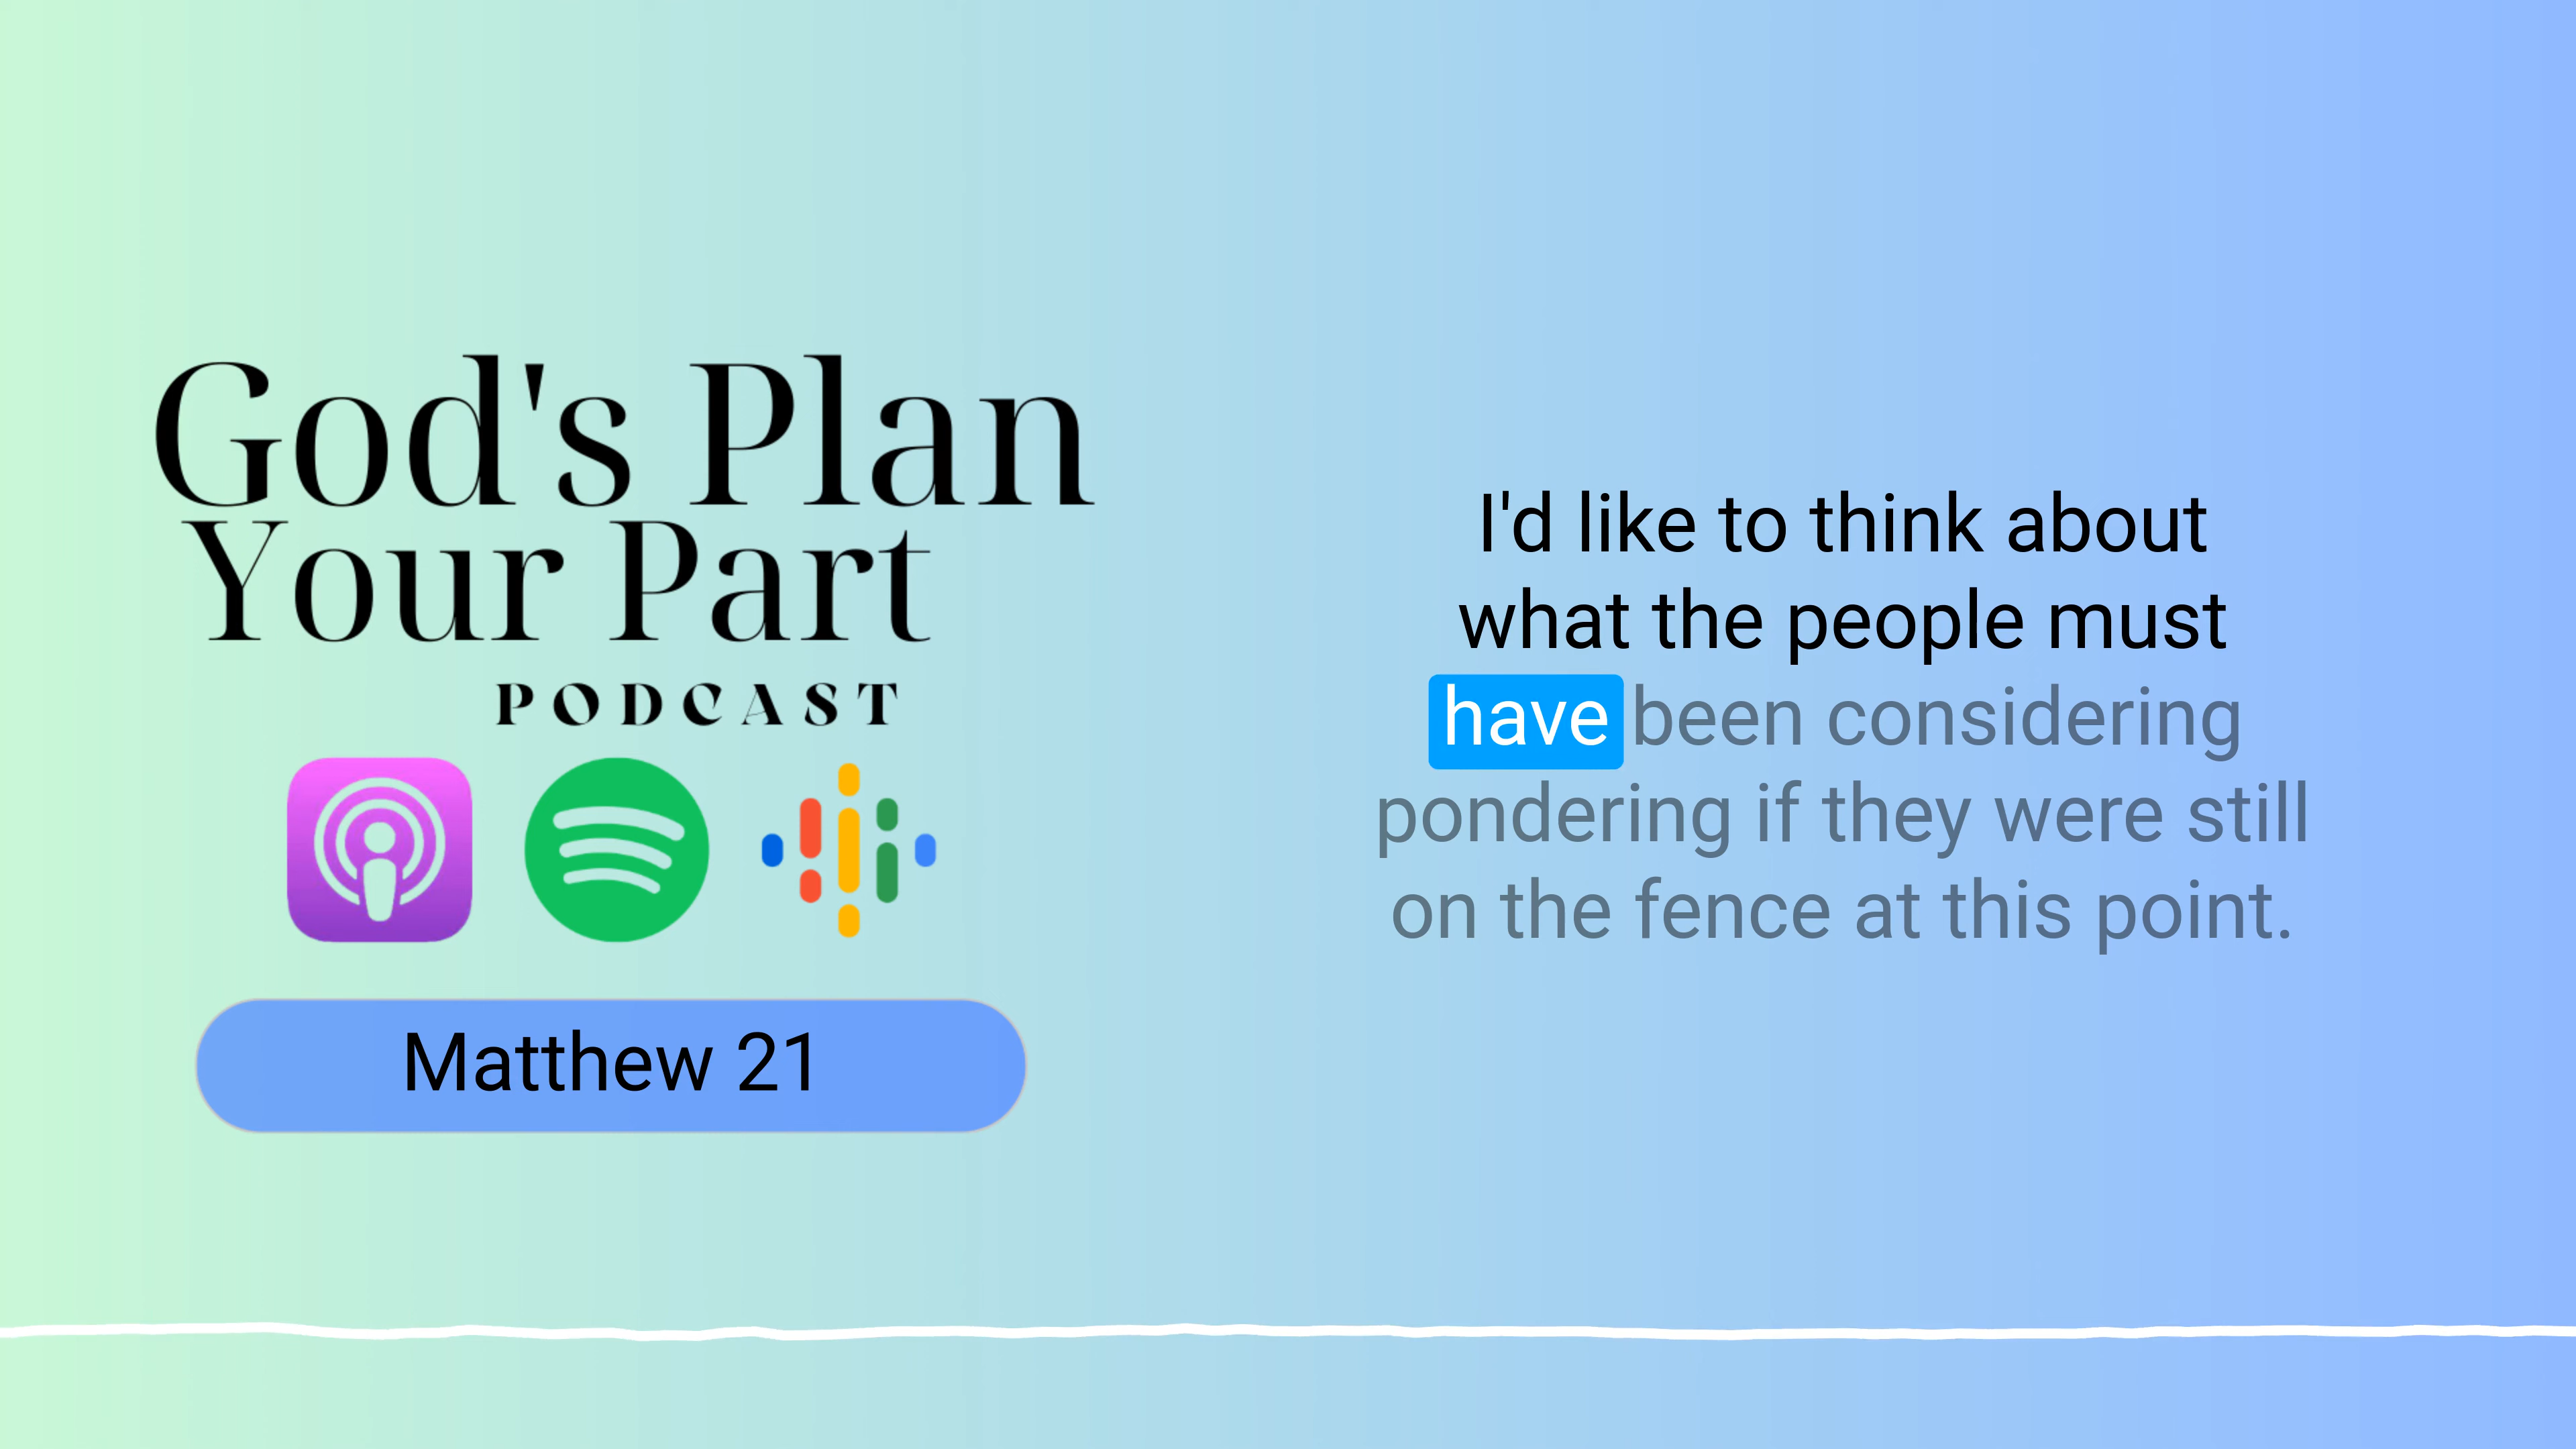 God's Plan
Your Part
PODCAST
Matthew 21
I'd like to think about
what the people must
have been considering
pondering if they were still
on the fence at this point.